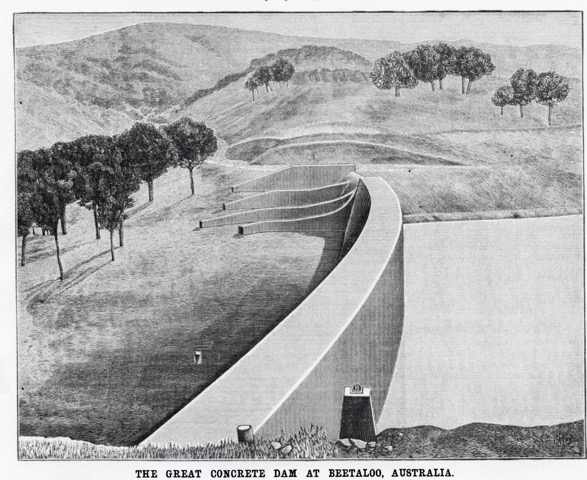 THE GREAT CONCRETE DAM AT BEETALOO, AUSTRALIA.